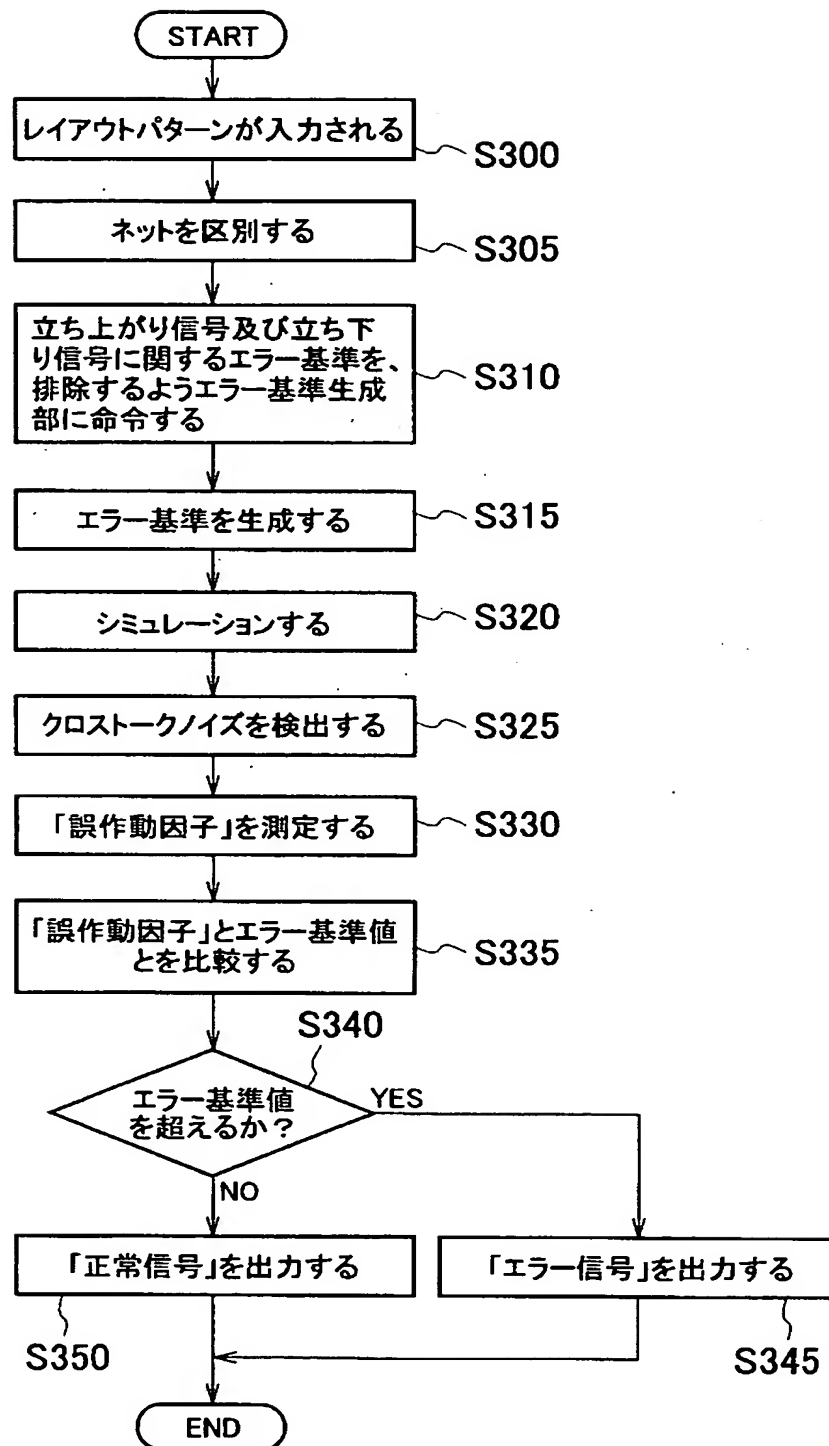 START
レイアウトパターンが入力される
S300
ネットを区別する
S305
立ち上がり信号及び立ち下
り信号に関するエラー基準を、
排除するようエラー基準生成
部に命令する
S310
エラー基準を生成する
S315
シミュレーションする
S320
クロストークノイズを検出する
S325
「誤作動因子」を測定する
S330
「誤作動因子」とエラー基準値
とを比較する
S335
S340
エラー基準値
を超えるか？
YES
NO
「正常信号」を出力する
S350
「エラー信号」を出力する
S345
END